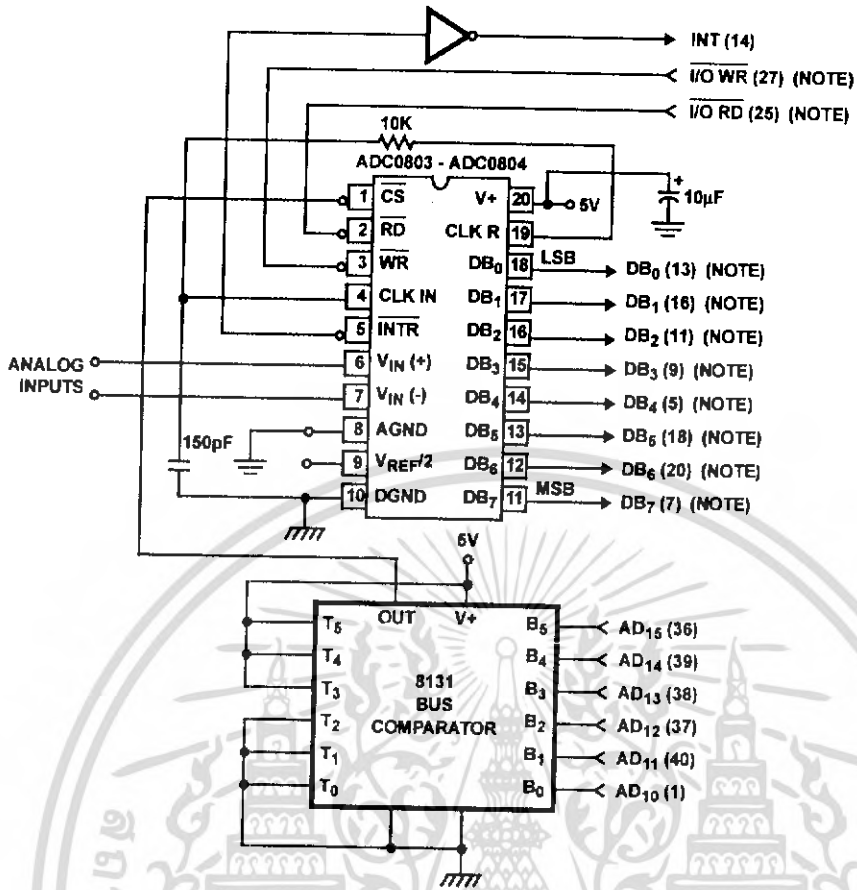 INT (14)
I/O WR (27) (NOTE)
I/O RD (25) (NOTE)
10K
ADC0803 - ADC0804
1 CS V+ 20 5V
+
10µF
2 RD CLK R 19
3 WR DB0 18 LSB DB0 (13) (NOTE)
4 CLK IN DB1 17 DB1 (16) (NOTE)
5 INTR DB2 16 DB2 (11) (NOTE)
ANALOG INPUTS
6 VIN (+) DB3 15 DB3 (9) (NOTE)
7 VIN (-) DB4 14 DB4 (5) (NOTE)
150pF
8 AGND DB5 13 DB5 (18) (NOTE)
9 VREF/2 DB6 12 DB6 (20) (NOTE)
10 DGND DB7 11 MSB DB7 (7) (NOTE)
5V
OUT V+
T5 B5 AD15 (36)
T4 B4 AD14 (39)
8131
BUS
COMPARATOR
T3 B3 AD13 (38)
T2 B2 AD12 (37)
T1 B1 AD11 (40)
T0 B0 AD10 (1)